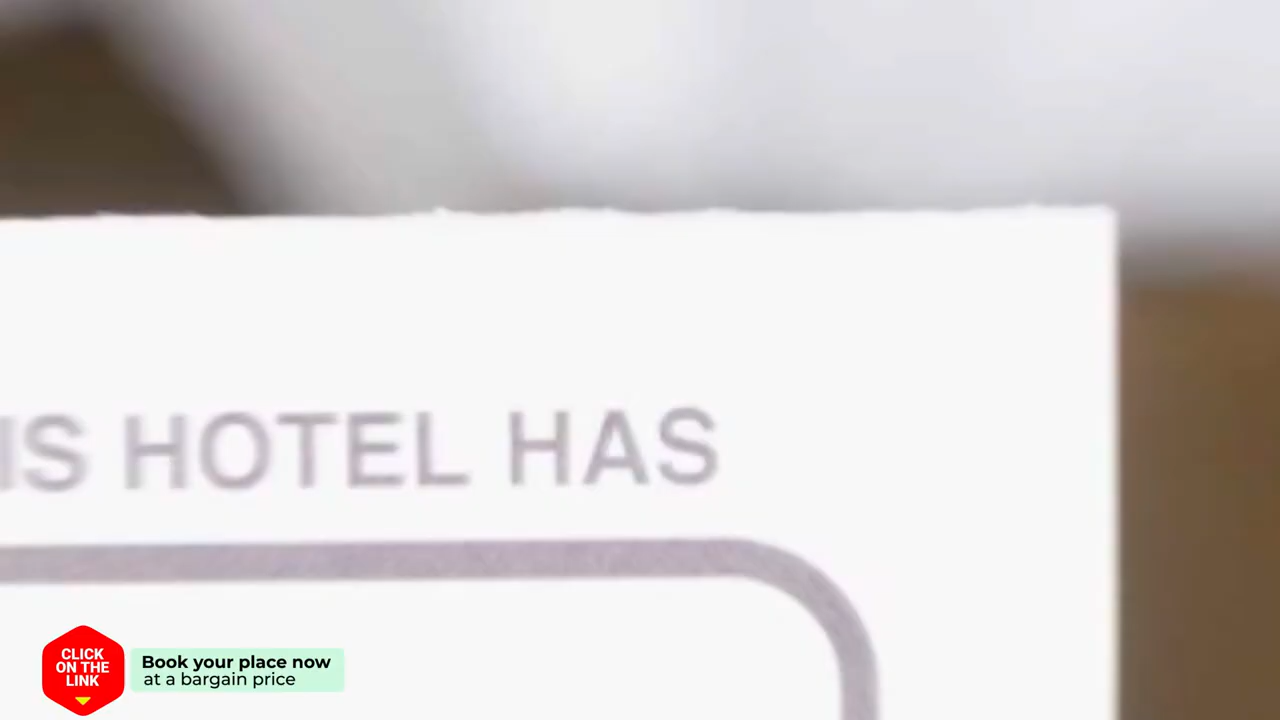 IS HOTEL HAS
CLICK
ON THE
LINK
Book your place now
at a bargain price